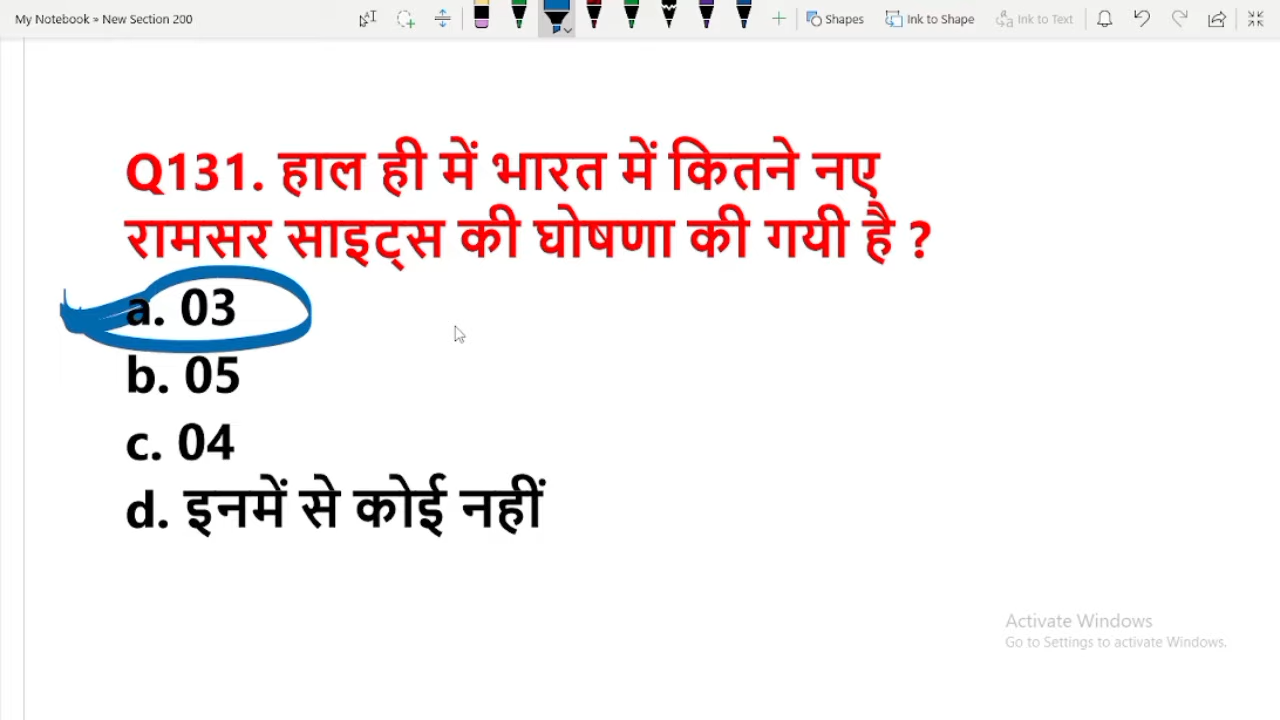 My Notebook » New Section 200
Shapes
Ink to Shape
Ink to Text
Q131. हाल ही में भारत में कितने नए
रामसर साइट्स की घोषणा की गयी है ?
a. 03
b. 05
c. 04
d. इनमें से कोई नहीं
Activate Windows
Go to Settings to activate Windows.